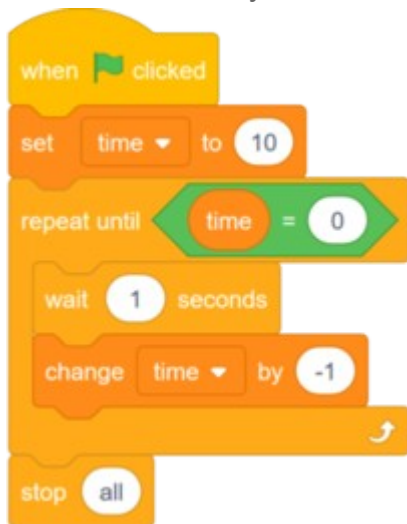 when clicked
set time to 10
repeat until time = 0
wait 1 seconds
change time by -1
stop all